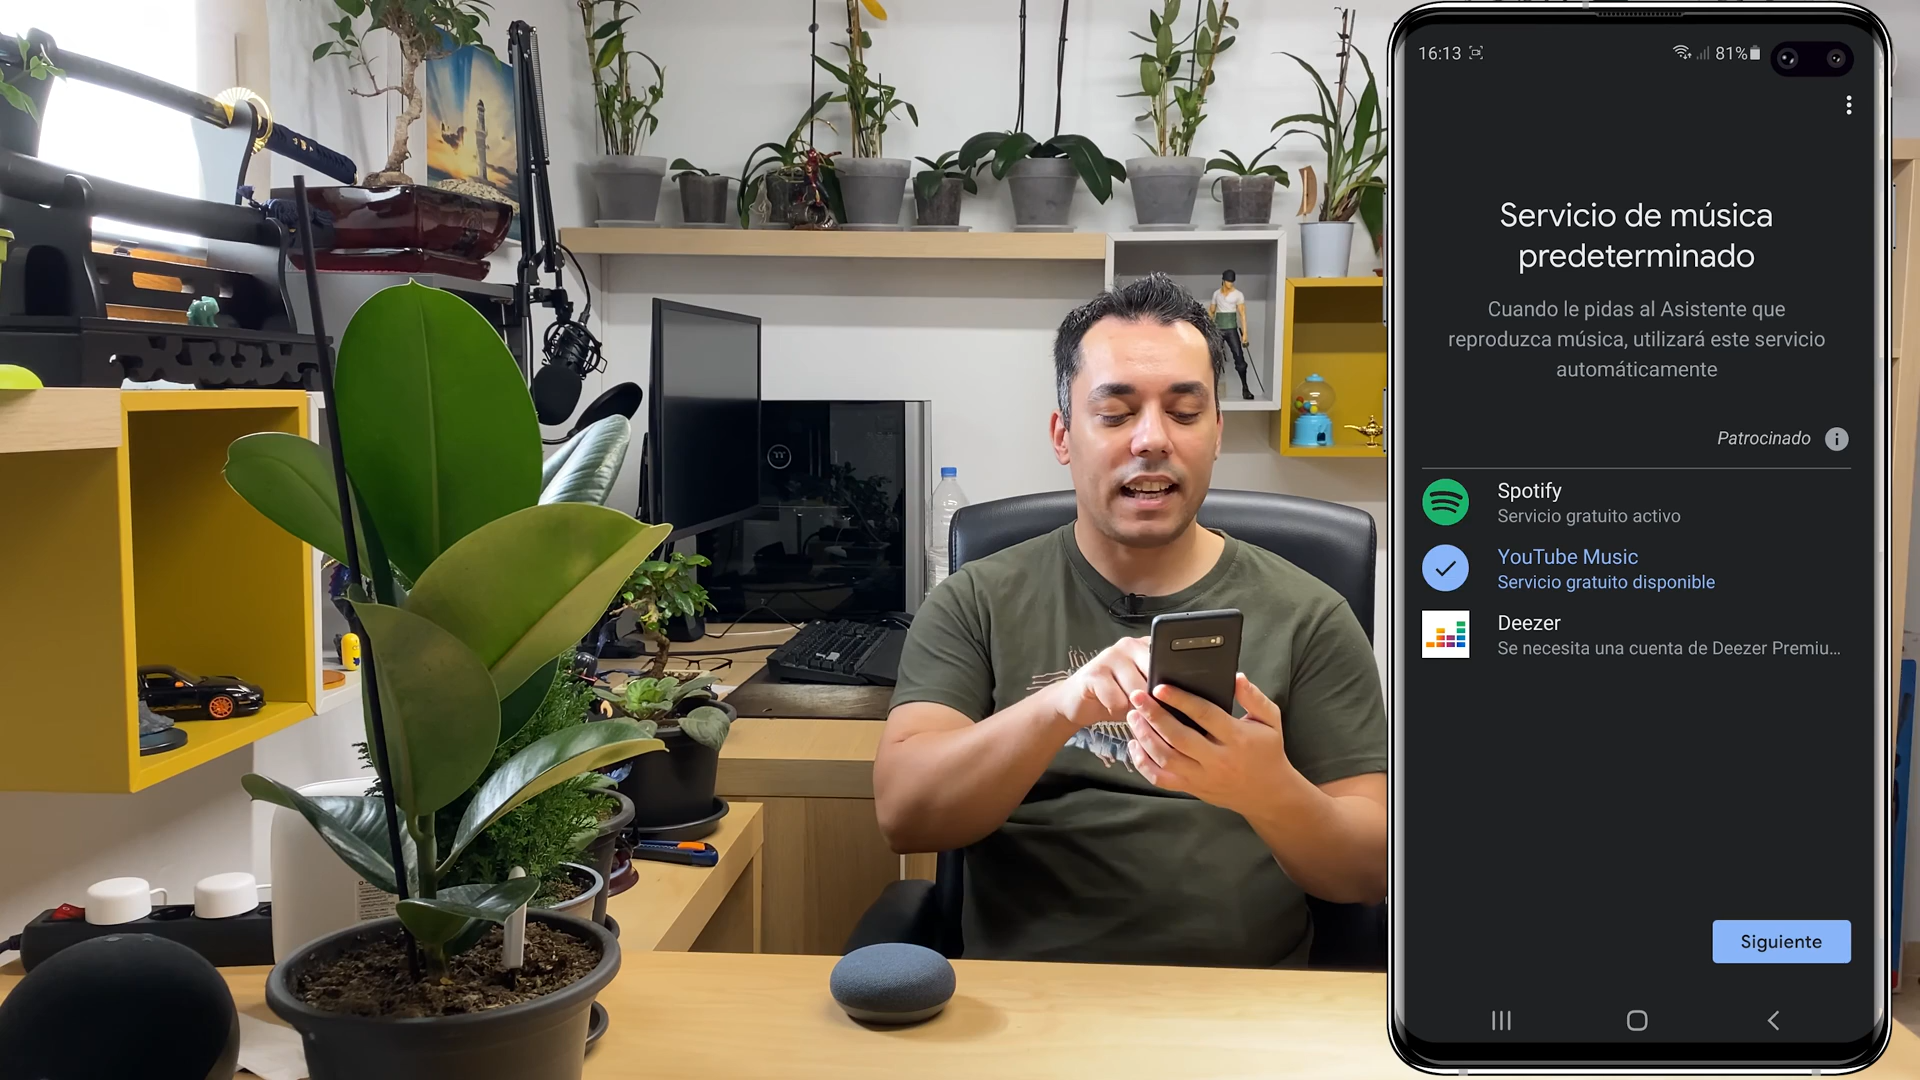 16:13
81%
Servicio de música
predeterminado
Cuando le pidas al Asistente que
reproduzca música, utilizará este servicio
automáticamente
Patrocinado
Spotify
Servicio gratuito activo
YouTube Music
Servicio gratuito disponible
Deezer
Se necesita una cuenta de Deezer Premiu...
Siguiente